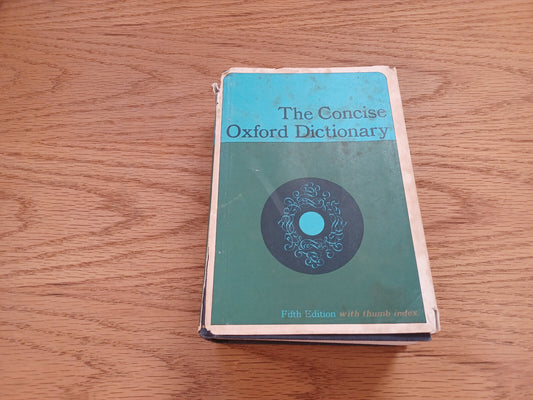 The Concise
Oxford Dictionary
Fifth Edition with thumb index